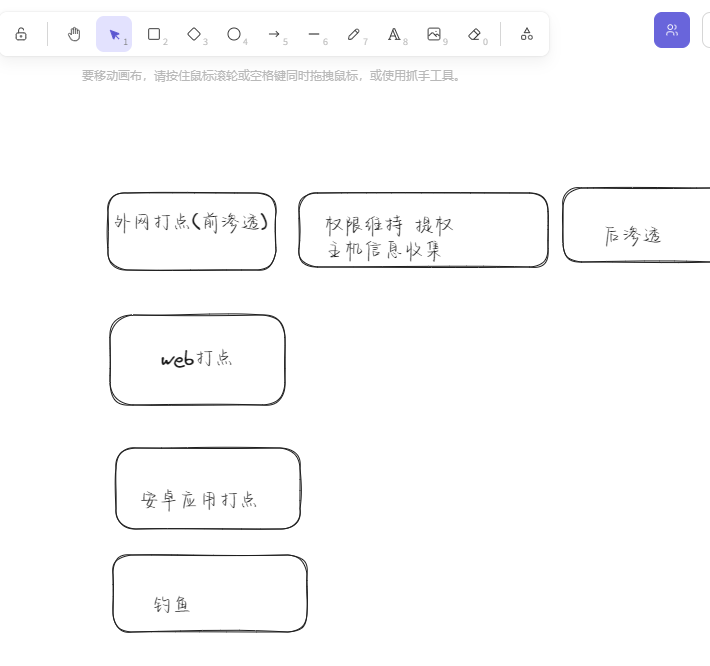 1
2
3
4
5
6
7
A
8
9
0
要移动画布，请按住鼠标滚轮或空格键同时拖拽鼠标，或使用抓手工具。
外网打点(前渗透)
权限维持 提权
主机信息收集
后渗透
web打点
安卓应用打点
钓鱼